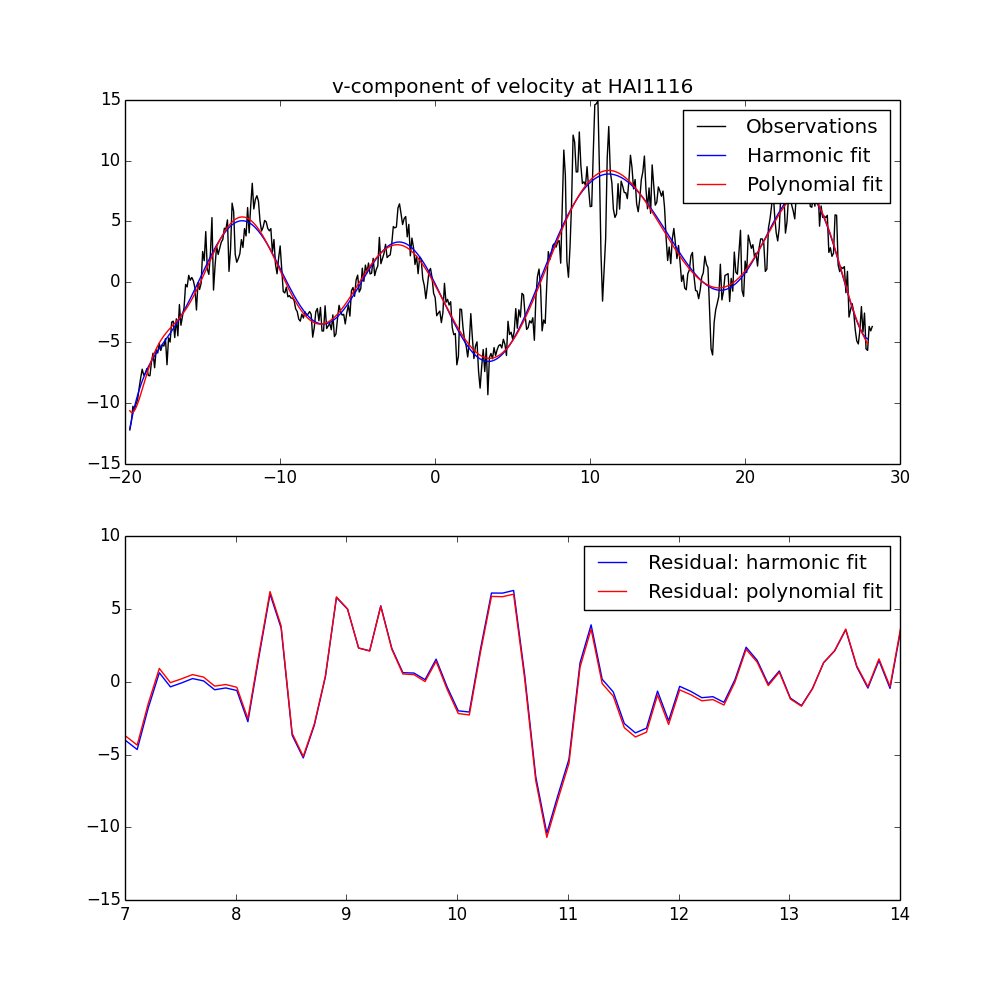 v-component of velocity at HAI1116
15
10
5
0
−5
−10
−15
Observations
Harmonic fit
Polynomial fit
−20 −10 0 10 20 30
10
5
0
−5
−10
−15
Residual: harmonic fit
Residual: polynomial fit
7 8 9 10 11 12 13 14